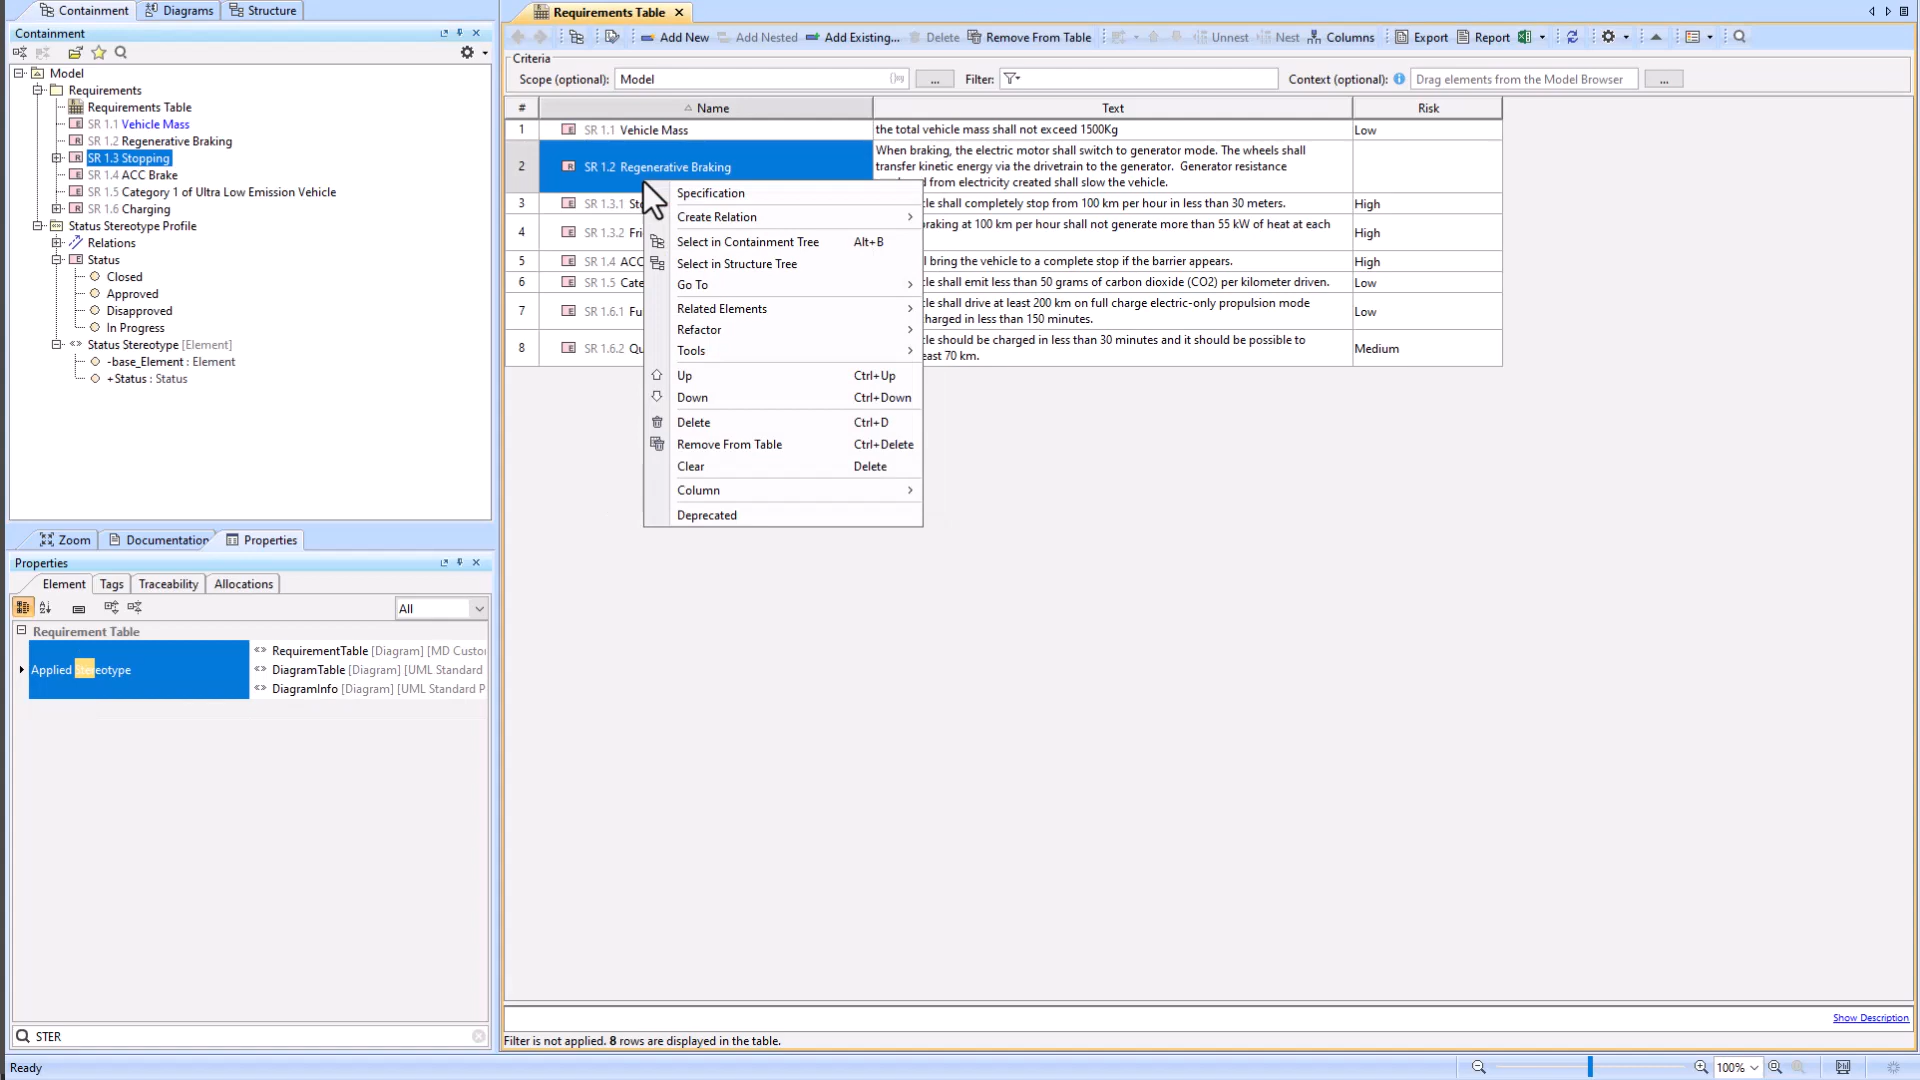 Containment
Diagrams
Structure
Containment
Model
Requirements
Requirements Table
SR 1.1 Vehicle Mass
SR 1.2 Regenerative Braking
SR 1.3 Stopping
SR 1.4 ACC Brake
SR 1.5 Category 1 of Ultra Low Emission Vehicle
SR 1.6 Charging
Status Stereotype Profile
Relations
Status
Closed
Approved
Disapproved
In Progress
Status Stereotype [Element]
-base_Element : Element
+Status : Status
Zoom
Documentation
Properties
Properties
Element
Tags
Traceability
Allocations
All
Requirement Table
Applied Stereotype
RequirementTable [Diagram] [MD Custo
DiagramTable [Diagram] [UML Standard
DiagramInfo [Diagram] [UML Standard P
STER
Ready
Requirements Table
Add New
Add Nested
Add Existing...
Delete
Remove From Table
Unnest
Nest
Columns
Export
Report
Criteria
Scope (optional): Model
...
Filter:
Context (optional): Drag elements from the Model Browser
...
# Name Text Risk
1 SR 1.1 Vehicle Mass the total vehicle mass shall not exceed 1500Kg Low
2 SR 1.2 Regenerative Braking When braking, the electric motor shall switch to generator mode. The wheels shall
transfer kinetic energy via the drivetrain to the generator. Generator resistance
from electricity created shall slow the vehicle.
3 SR 1.3.1 cle shall completely stop from 100 km per hour in less than 30 meters. High
4 SR 1.3.2 Fri raking at 100 km per hour shall not generate more than 55 kW of heat at each High
5 SR 1.4 ACC l bring the vehicle to a complete stop if the barrier appears. High
6 SR 1.5 Cate cle shall emit less than 50 grams of carbon dioxide (CO2) per kilometer driven. Low
7 SR 1.6.1 Fu cle shall drive at least 200 km on full charge electric-only propulsion mode
charged in less than 150 minutes. Low
8 SR 1.6.2 Qu cle should be charged in less than 30 minutes and it should be possible to
east 70 km. Medium
Specification
Create Relation
Select in Containment Tree Alt+B
Select in Structure Tree
Go To
Related Elements
Refactor
Tools
Up Ctrl+Up
Down Ctrl+Down
Delete Ctrl+D
Remove From Table Ctrl+Delete
Clear Delete
Column
Deprecated
Show Description
Filter is not applied. 8 rows are displayed in the table.
100%